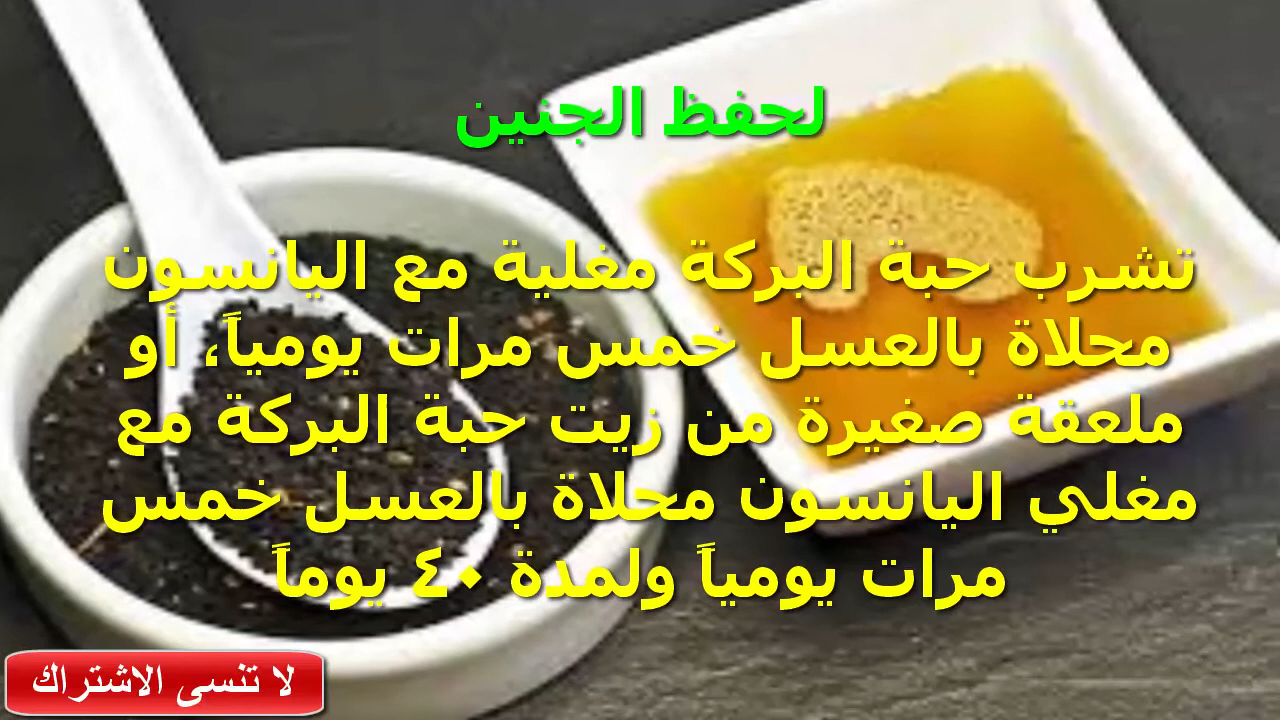 لحفظ الجنين
تشرب حبة البركة مغلية مع اليانسون
محلاة بالعسل خمس مرات يومياً، أو
ملعقة صغيرة من زيت حبة البركة مع
مغلي اليانسون محلاة بالعسل خمس
مرات يومياً ولمدة ٤٠ يوماً
لا تنسى الاشتراك